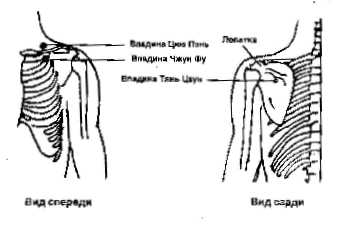 Владина Цюэ Пэнь
Владина Чжун Фу
Лопатка
Владина Тянь Цзун
Вид спереди
Вид сзади